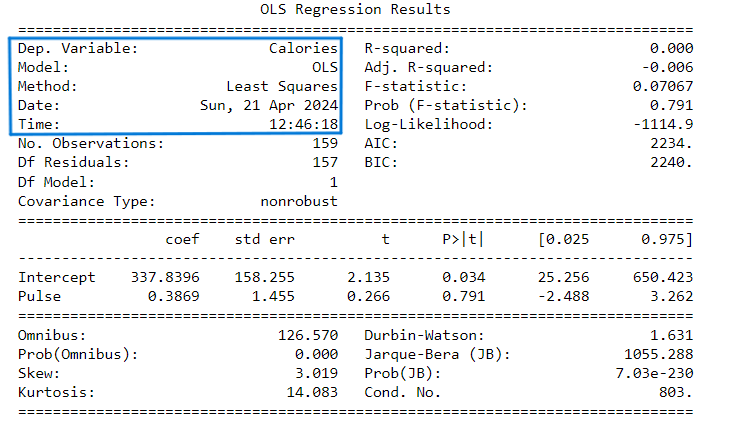 OLS Regression Results
==============================================================================
Dep. Variable:               Calories   R-squared:                       0.000
Model:                            OLS   Adj. R-squared:                 -0.006
Method:                 Least Squares   F-statistic:                   0.07067
Date:                Sun, 21 Apr 2024   Prob (F-statistic):              0.791
Time:                        12:46:18   Log-Likelihood:                -1114.9
No. Observations:                 159   AIC:                             2234.
Df Residuals:                     157   BIC:                             2240.
Df Model:                           1
Covariance Type:            nonrobust
==============================================================================
coef    std err          t      P>|t|      [0.025      0.975]
------------------------------------------------------------------------------
Intercept    337.8396    158.255      2.135      0.034      25.256     650.423
Pulse          0.3869      1.455      0.266      0.791      -2.488       3.262
==============================================================================
Omnibus:                      126.570   Durbin-Watson:                   1.631
Prob(Omnibus):                  0.000   Jarque-Bera (JB):             1055.288
Skew:                           3.019   Prob(JB):                    7.03e-230
Kurtosis:                      14.083   Cond. No.                         803.
==============================================================================